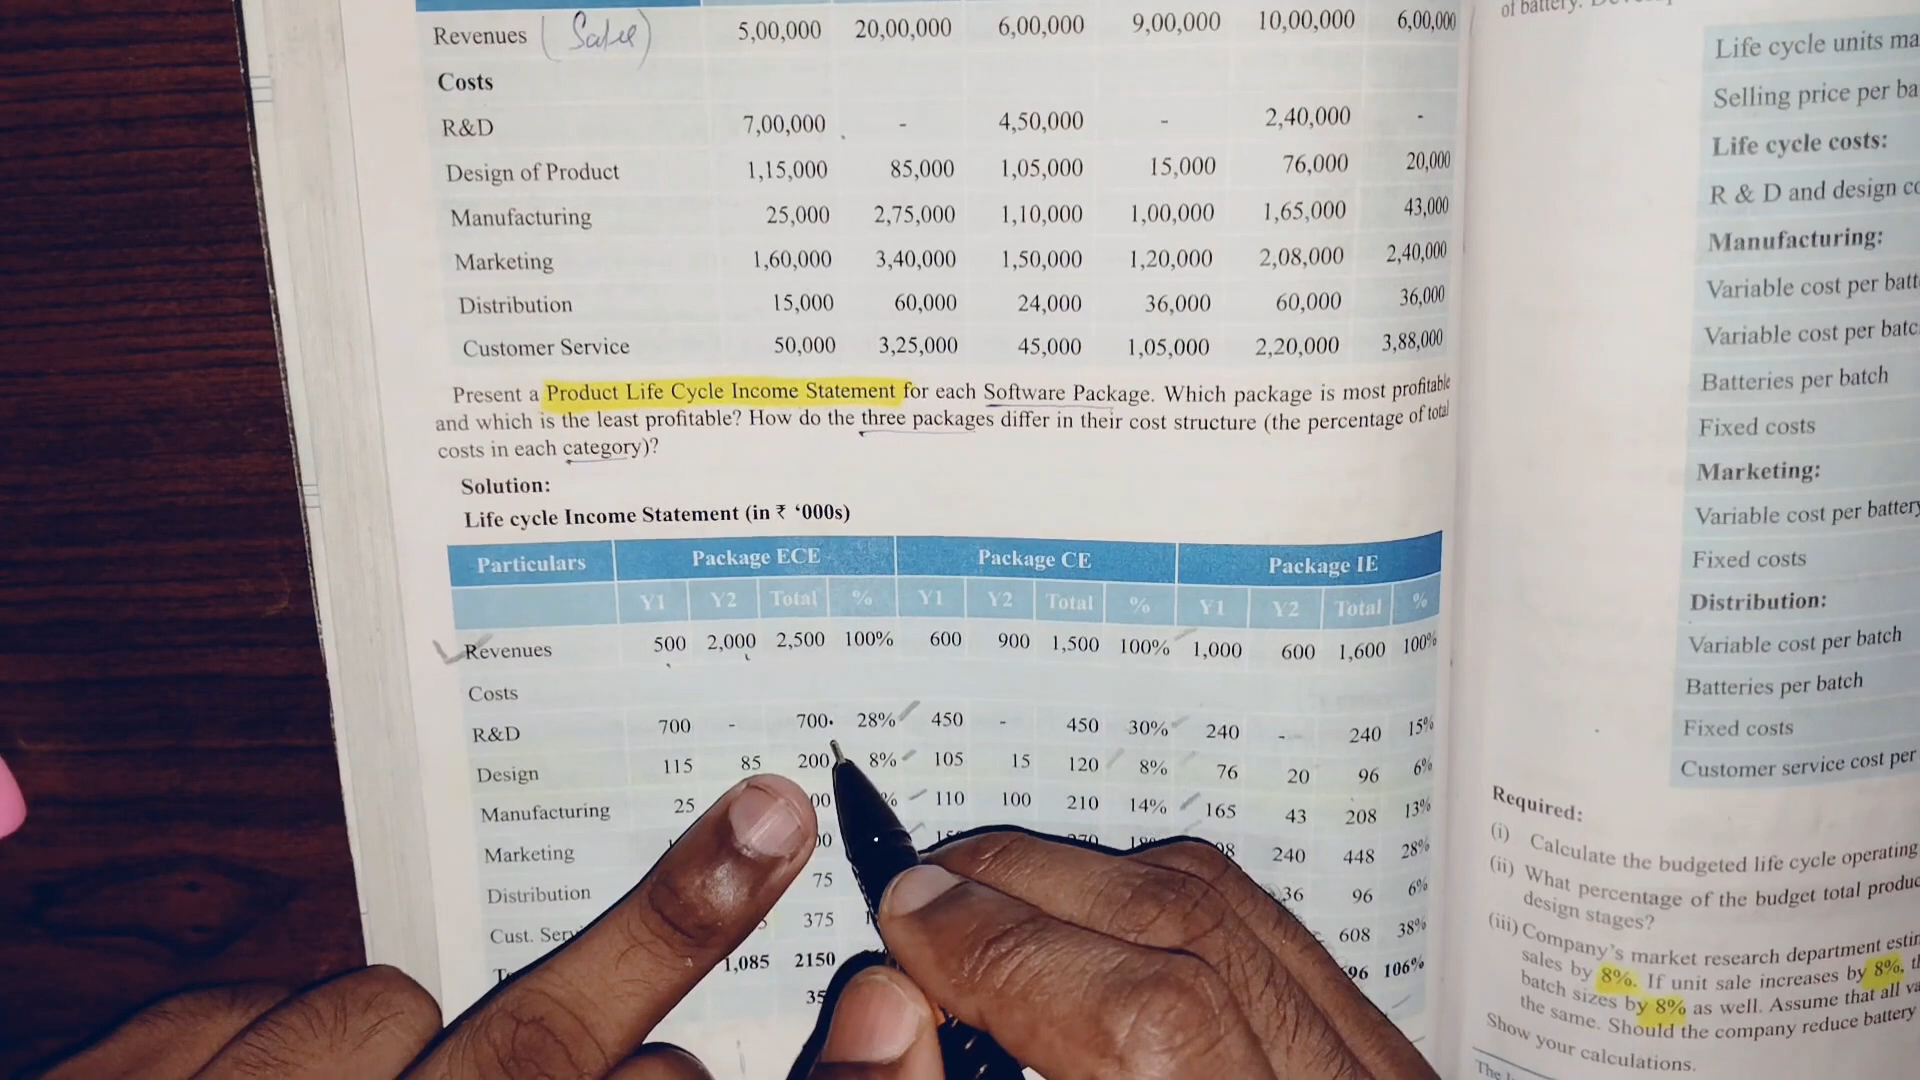 Revenues (Sales) 5,00,000 20,00,000 6,00,000 9,00,000 10,00,000 6,00,000
Costs
R&D 7,00,000 - 4,50,000 - 2,40,000 -
Design of Product 1,15,000 85,000 1,05,000 15,000 76,000 20,000
Manufacturing 25,000 2,75,000 1,10,000 1,00,000 1,65,000 43,000
Marketing 1,60,000 3,40,000 1,50,000 1,20,000 2,08,000 2,40,000
Distribution 15,000 60,000 24,000 36,000 60,000 36,000
Customer Service 50,000 3,25,000 45,000 1,05,000 2,20,000 3,88,000
Present a Product Life Cycle Income Statement for each Software Package. Which package is most profitable
and which is the least profitable? How do the three packages differ in their cost structure (the percentage of total
costs in each category)?
Solution:
Life cycle Income Statement (in ₹ '000s)
Particulars Package ECE Package CE Package IE
Y1 Y2 Total % Y1 Y2 Total % Y1 Y2 Total %
Revenues 500 2,000 2,500 100% 600 900 1,500 100% 1,000 600 1,600 100%
Costs
R&D 700 - 700 28% 450 - 450 30% 240 - 240 15%
Design 115 85 200 8% 105 15 120 8% 76 20 96 6%
Manufacturing 25 % 110 100 210 14% 165 43 208 13%
Marketing 240 448 28%
Distribution 75 36 96 6%
Cust. 375 608 38%
1,085 2150 106%
of battery.
Life cycle units
Selling price per
Life cycle costs:
R & D and design
Manufacturing:
Variable cost per
Variable cost per
Batteries per batch
Fixed costs
Marketing:
Variable cost per battery
Fixed costs
Distribution:
Variable cost per batch
Batteries per batch
Fixed costs
Customer service cost per
Required:
(i) Calculate the budgeted life cycle operating
(ii) What percentage of the budget total
design stages?
(iii) Company's market research department
sales by 8%. If unit sale increases by 8%,
batch sizes by 8% as well. Assume that all
the same. Should the company reduce battery
Show your calculations.
The